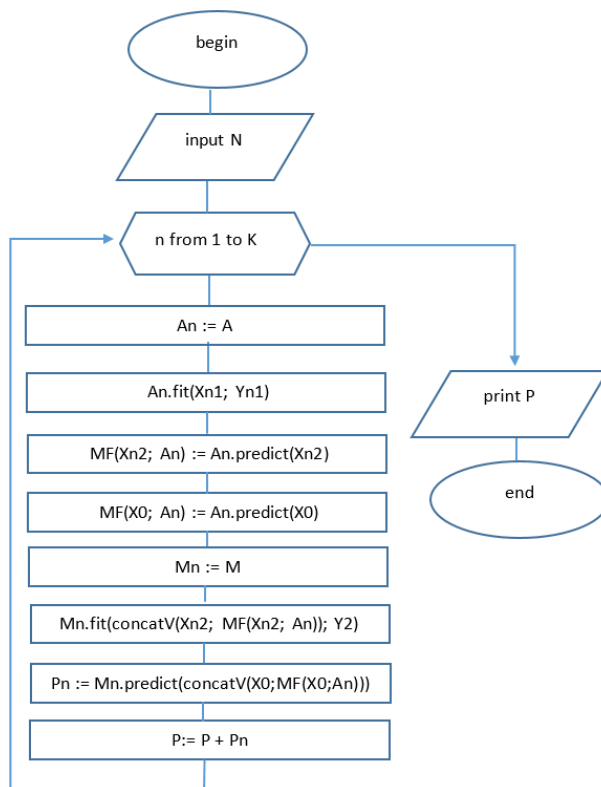 begin
input N
n from 1 to K
An := A
An.fit(Xn1; Yn1)
MF(Xn2; An) := An.predict(Xn2)
MF(X0; An) := An.predict(X0)
Mn := M
Mn.fit(concatV(Xn2; MF(Xn2; An)); Y2)
Pn := Mn.predict(concatV(X0;MF(X0;An)))
P:= P + Pn
print P
end